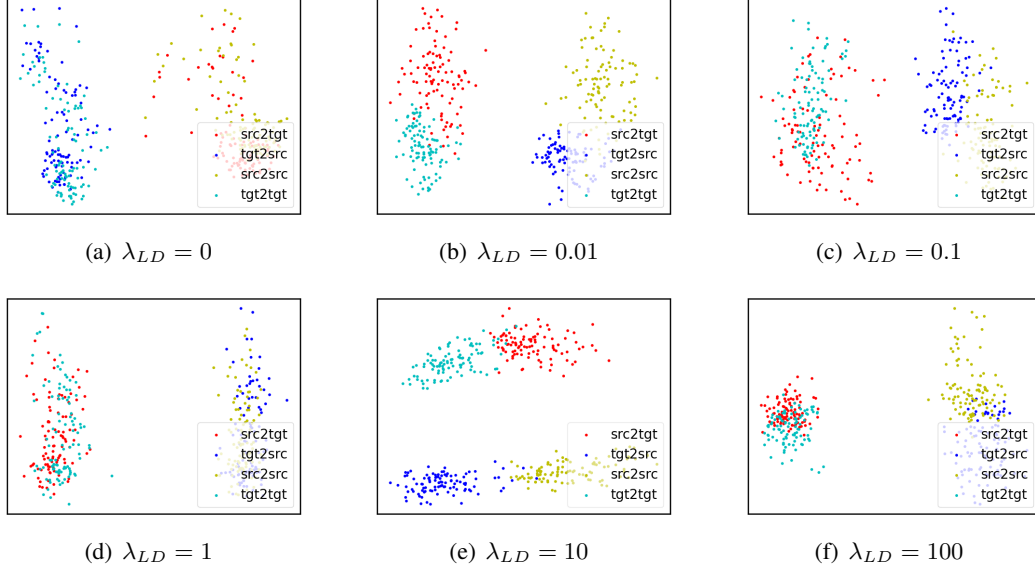 src2tgt
tgt2src
src2src
tgt2tgt
(a) λ_LD = 0
src2tgt
tgt2src
src2src
tgt2tgt
(b) λ_LD = 0.01
src2tgt
tgt2src
src2src
tgt2tgt
(c) λ_LD = 0.1
src2tgt
tgt2src
src2src
tgt2tgt
(d) λ_LD = 1
src2tgt
tgt2src
src2src
tgt2tgt
(e) λ_LD = 10
src2tgt
tgt2src
src2src
tgt2tgt
(f) λ_LD = 100